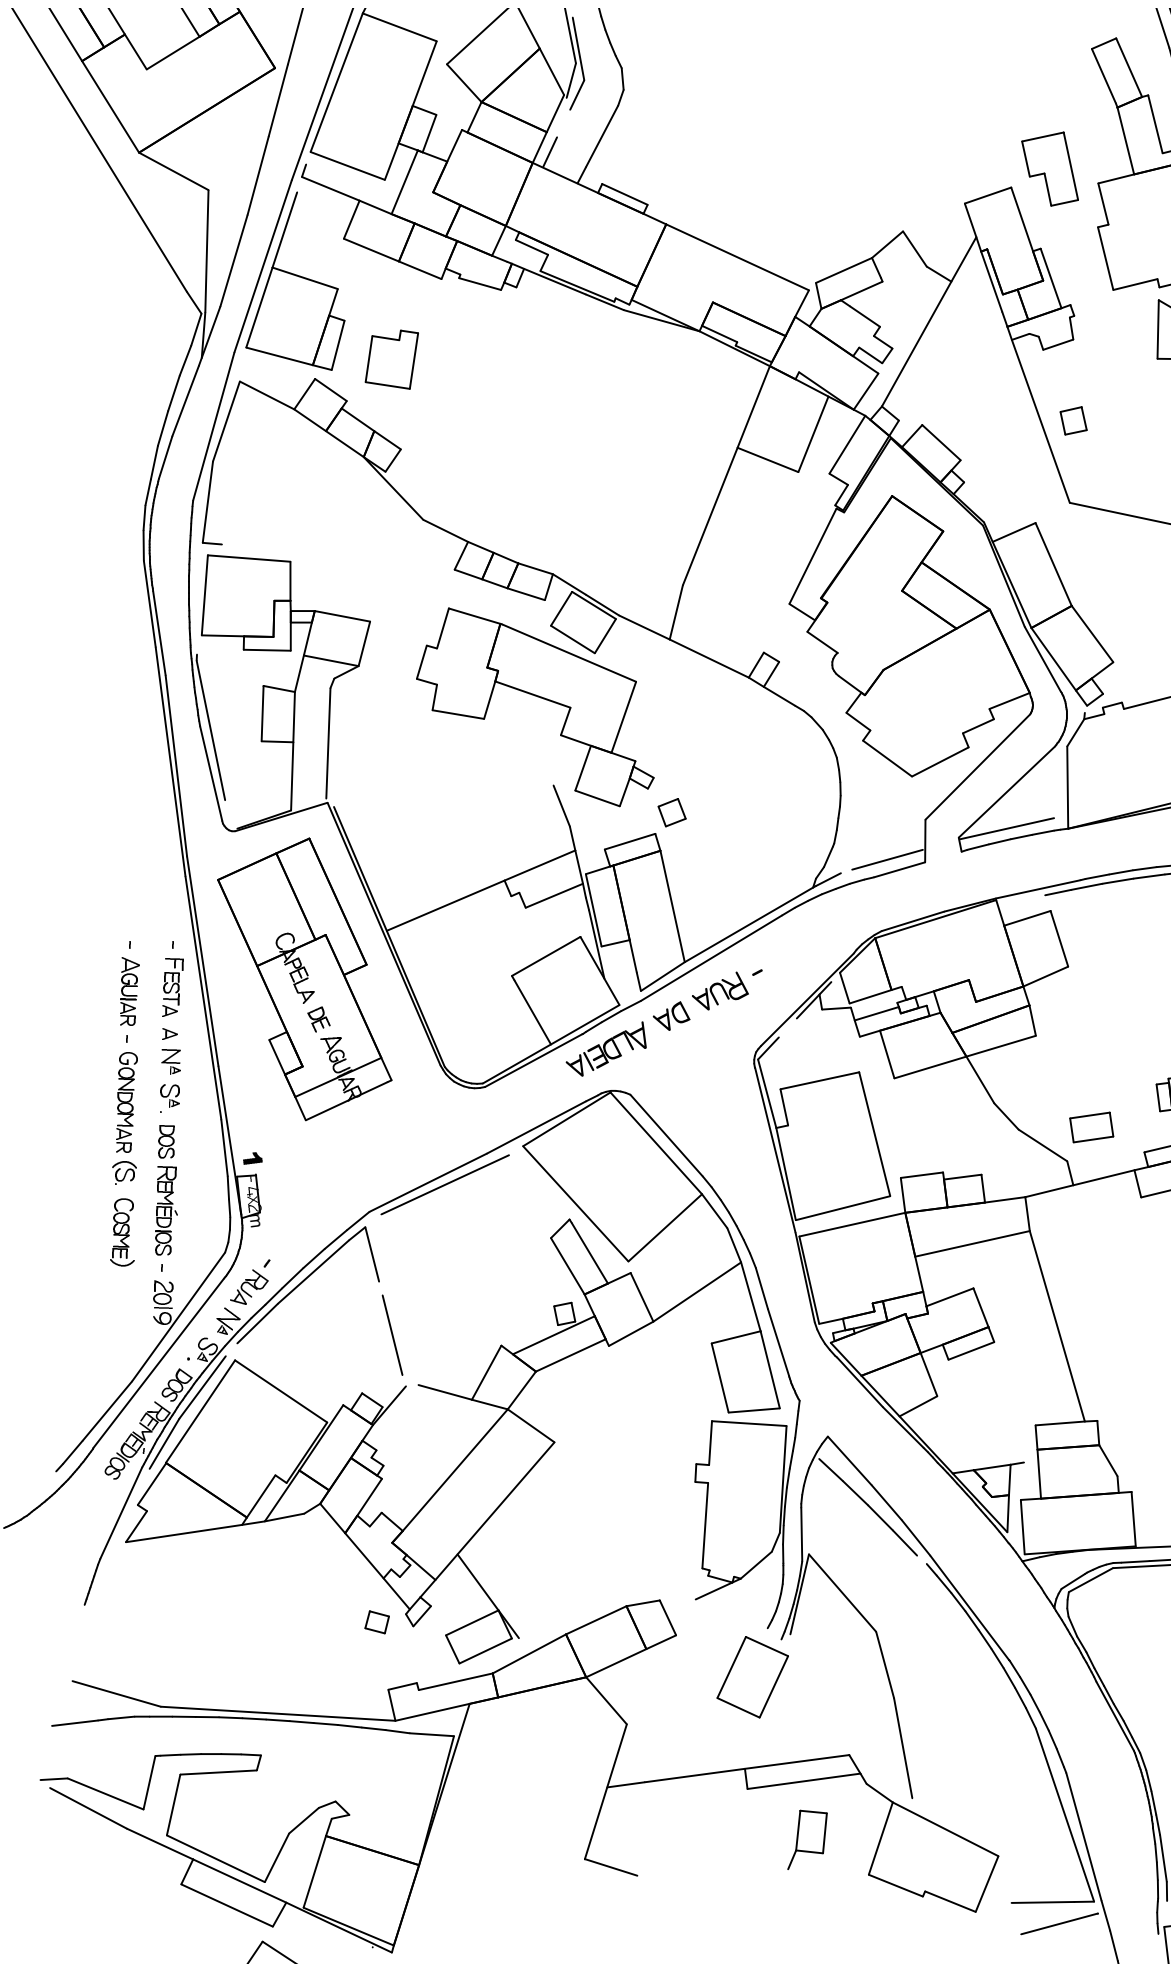 - FESTA A Nª Sª. DOS REMÉDIOS - 2019
- AGUIAR - GONDOMAR (S. COSME)
CAPELA DE AGUIAR
- RUA DA ALDEIA
1
F 4X2m
- RUA Nª Sª. DOS REMÉDIOS